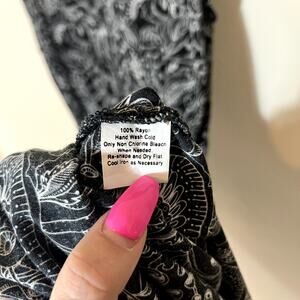 100% Rayon
Hand Wash Cold
Only Non Chlorine Bleach
When Needed
Re-shape and Dry Flat
Cool Iron as Necessary